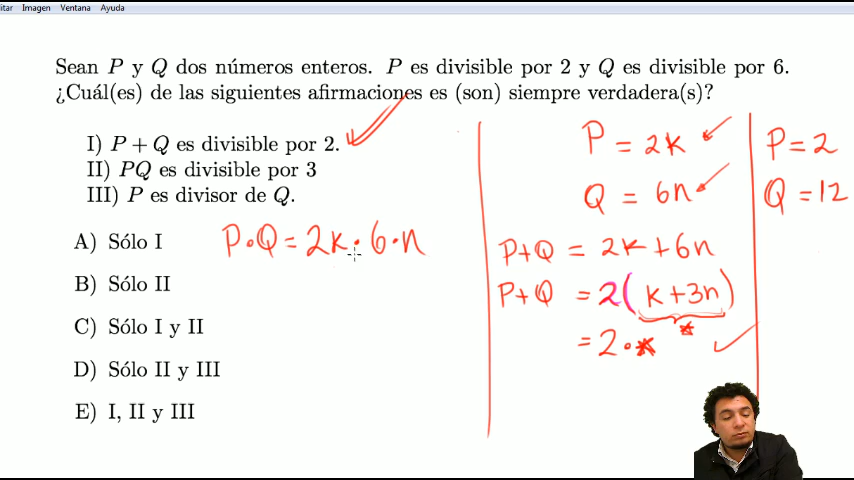 itar Imagen Ventana Ayuda
Sean P y Q dos números enteros. P es divisible por 2 y Q es divisible por 6.
¿Cuál(es) de las siguientes afirmaciones es (son) siempre verdadera(s)?
I) P + Q es divisible por 2.
II) PQ es divisible por 3
III) P es divisor de Q.
A) Sólo I
B) Sólo II
C) Sólo I y II
D) Sólo II y III
E) I, II y III
P·Q = 2k·6·n
P = 2k
Q = 6n
P+Q = 2k+6n
P+Q = 2(k+3n)
*
= 2·*
P=2
Q=12